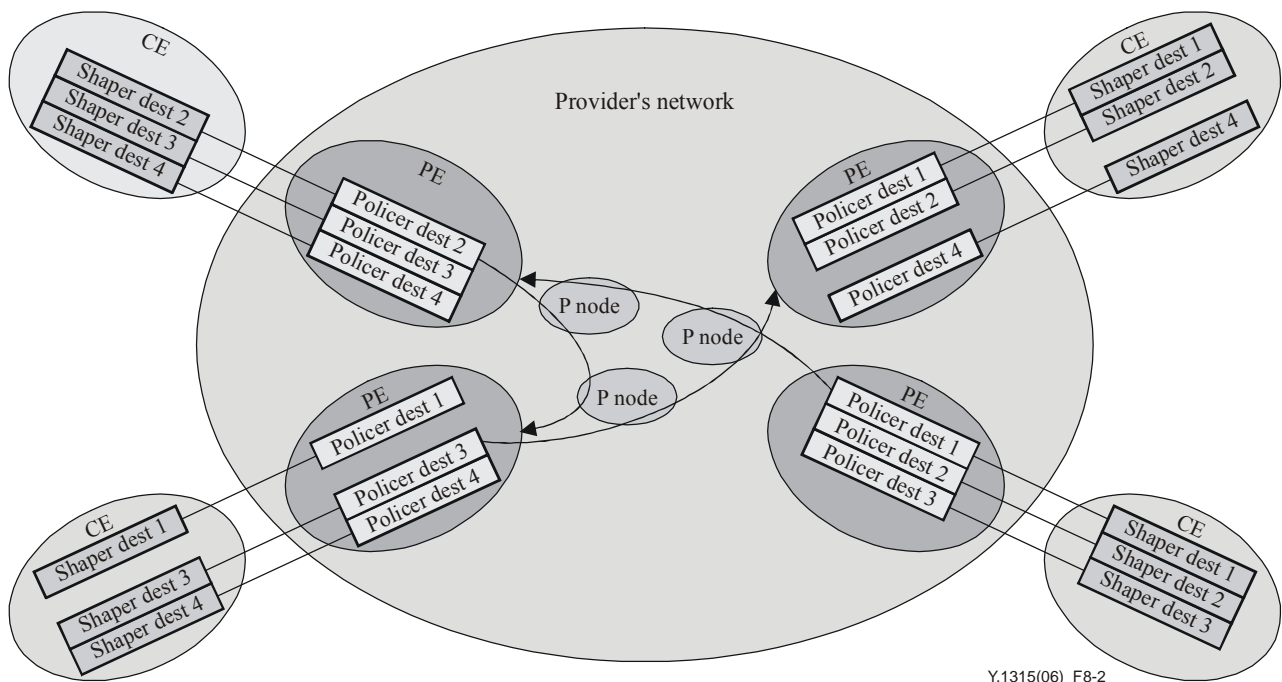 CE
Shaper dest 2
Shaper dest 3
Shaper dest 4
Provider's network
CE
Shaper dest 1
Shaper dest 2
Shaper dest 4
PE
Policer dest 2
Policer dest 3
Policer dest 4
PE
Policer dest 1
Policer dest 2
Policer dest 4
P node
P node
P node
PE
Policer dest 1
Policer dest 3
Policer dest 4
PE
Policer dest 1
Policer dest 2
Policer dest 3
CE
Shaper dest 1
Shaper dest 3
Shaper dest 4
CE
Shaper dest 1
Shaper dest 2
Shaper dest 3
Y.1315(06)_F8-2